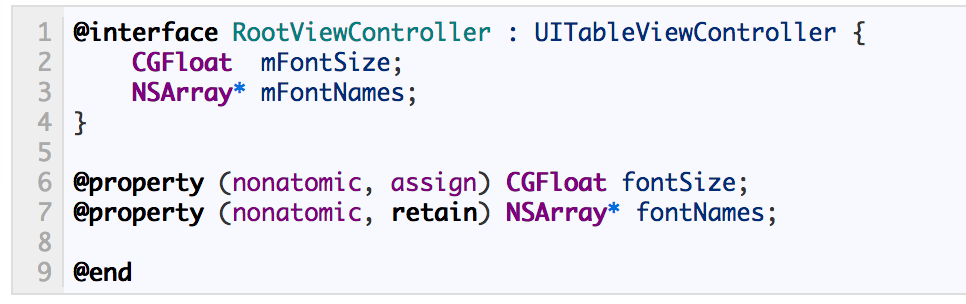 1 @interface RootViewController : UITableViewController {
2     CGFloat  mFontSize;
3     NSArray* mFontNames;
4 }
5
6 @property (nonatomic, assign) CGFloat fontSize;
7 @property (nonatomic, retain) NSArray* fontNames;
8
9 @end